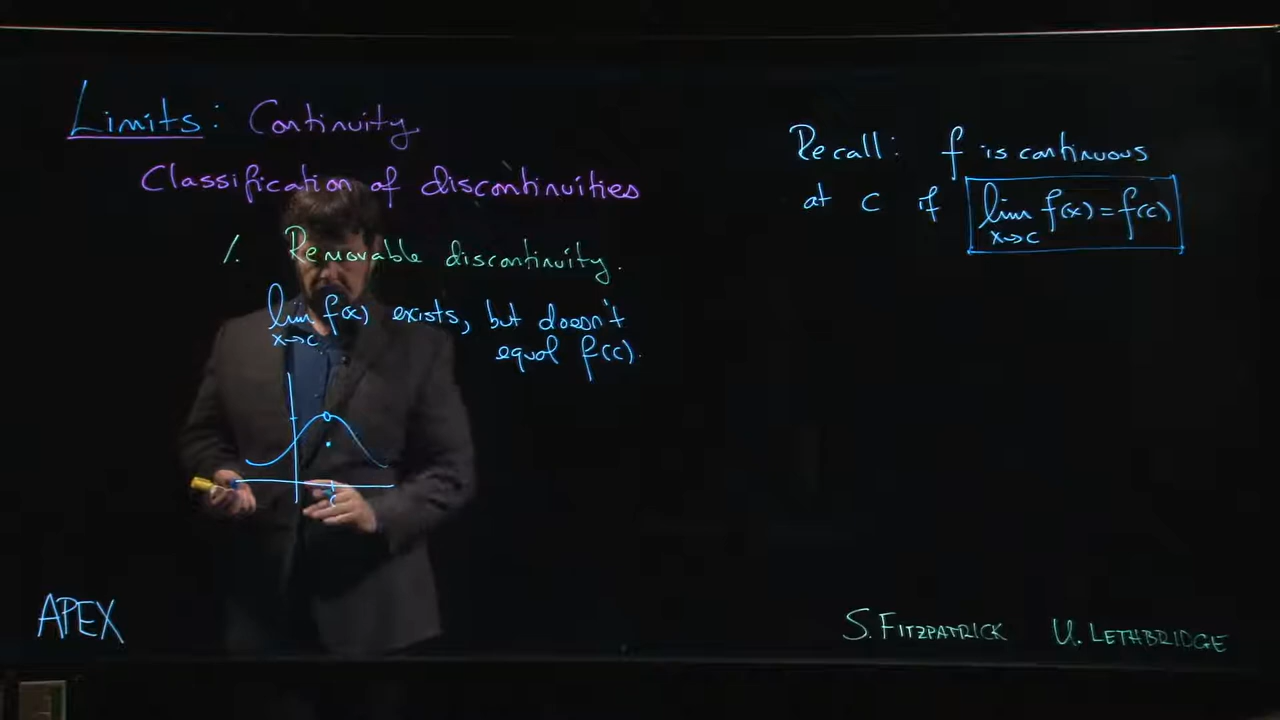 Limits: Continuity
Classification of discontinuities
1. Removable discontinuity.
lim x→c f(x) exists, but doesn't
equal f(c).
c
Recall: f is continuous
at c if lim x→c f(x) = f(c)
APEX
S. FITZPATRICK U. LETHBRIDGE